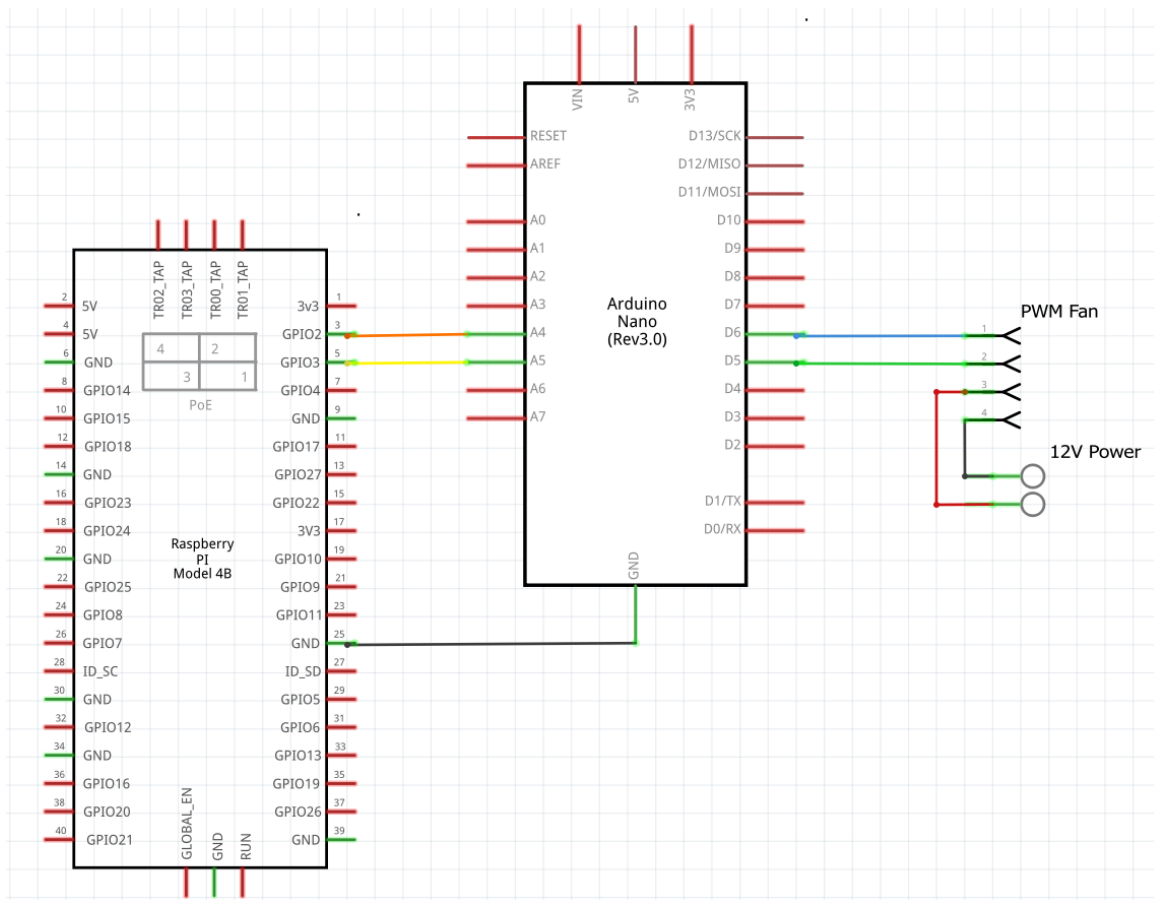 VIN
5V
3V3
RESET
D13/SCK
AREF
D12/MISO
D11/MOSI
A0
D10
A1
D9
A2
D8
A3
D7
Arduino
Nano
(Rev3.0)
A4
D6
A5
D5
A6
D4
A7
D3
D2
D1/TX
D0/RX
GND
PWM Fan
1
2
3
4
12V Power
TR02_TAP
TR03_TAP
TR00_TAP
TR01_TAP
2 5V
3v3 1
4 5V
GPIO2 3
6 GND
GPIO3 5
8 GPIO14
GPIO4 7
10 GPIO15
GND 9
12 GPIO18
GPIO17 11
14 GND
GPIO27 13
16 GPIO23
GPIO22 15
18 GPIO24
3V3 17
20 GND
GPIO10 19
22 GPIO25
GPIO9 21
24 GPIO8
GPIO11 23
26 GPIO7
GND 25
28 ID_SC
ID_SD 27
30 GND
GPIO5 29
32 GPIO12
GPIO6 31
34 GND
GPIO13 33
36 GPIO16
GPIO19 35
38 GPIO20
GPIO26 37
40 GPIO21
GND 39
4 2
3 1
PoE
Raspberry
PI
Model 4B
GLOBAL_EN
GND
RUN